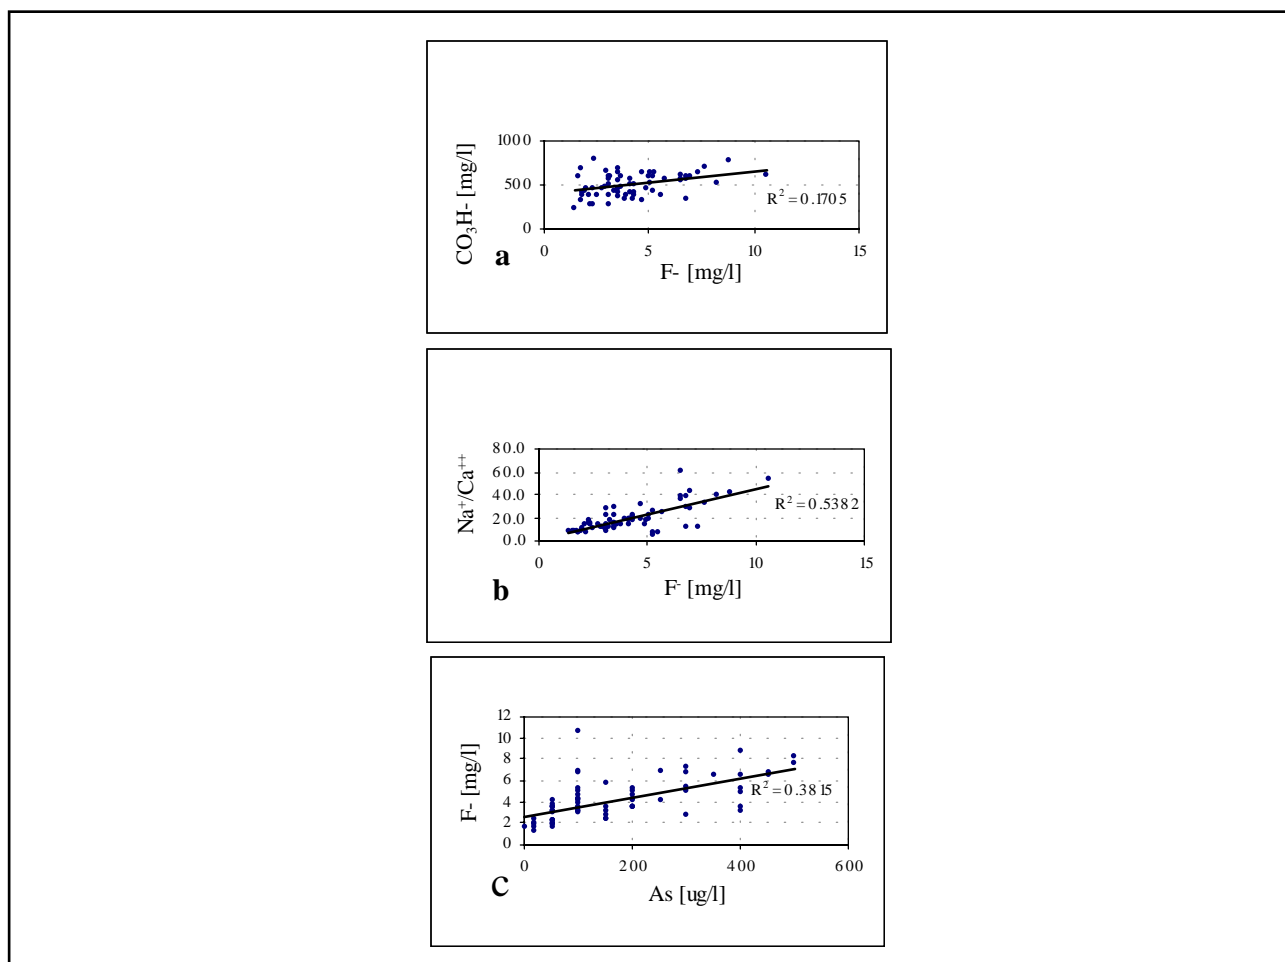 1000
500
0
CO₃H- [mg/l]
R² = 0.1705
0 5 10 15
a
F- [mg/l]
80.0
60.0
40.0
20.0
0.0
Na⁺/Ca⁺⁺
R² = 0.5382
0 5 10 15
b
F⁻ [mg/l]
12
10
8
6
4
2
0
F- [mg/l]
R² = 0.3815
0 200 400 600
c
As [ug/l]